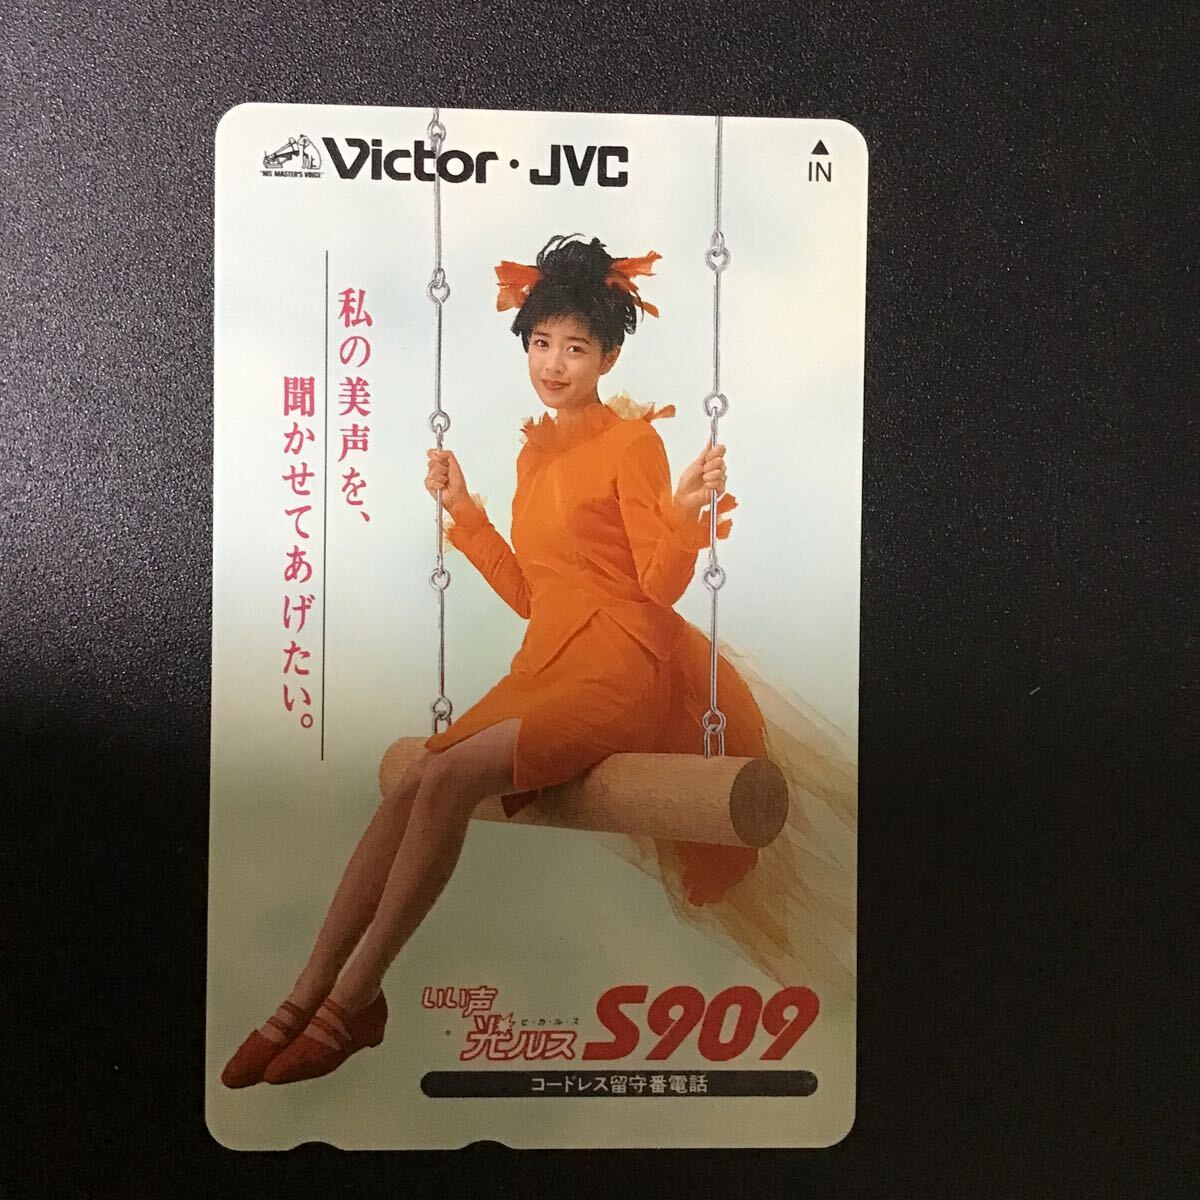 "HIS MASTER'S VOICE"
Victor・JVC
▲
IN
私の美声を、
聞かせてあげたい。
いい声
ピ・カ・ル・ス
光ルス
S909
コードレス留守番電話